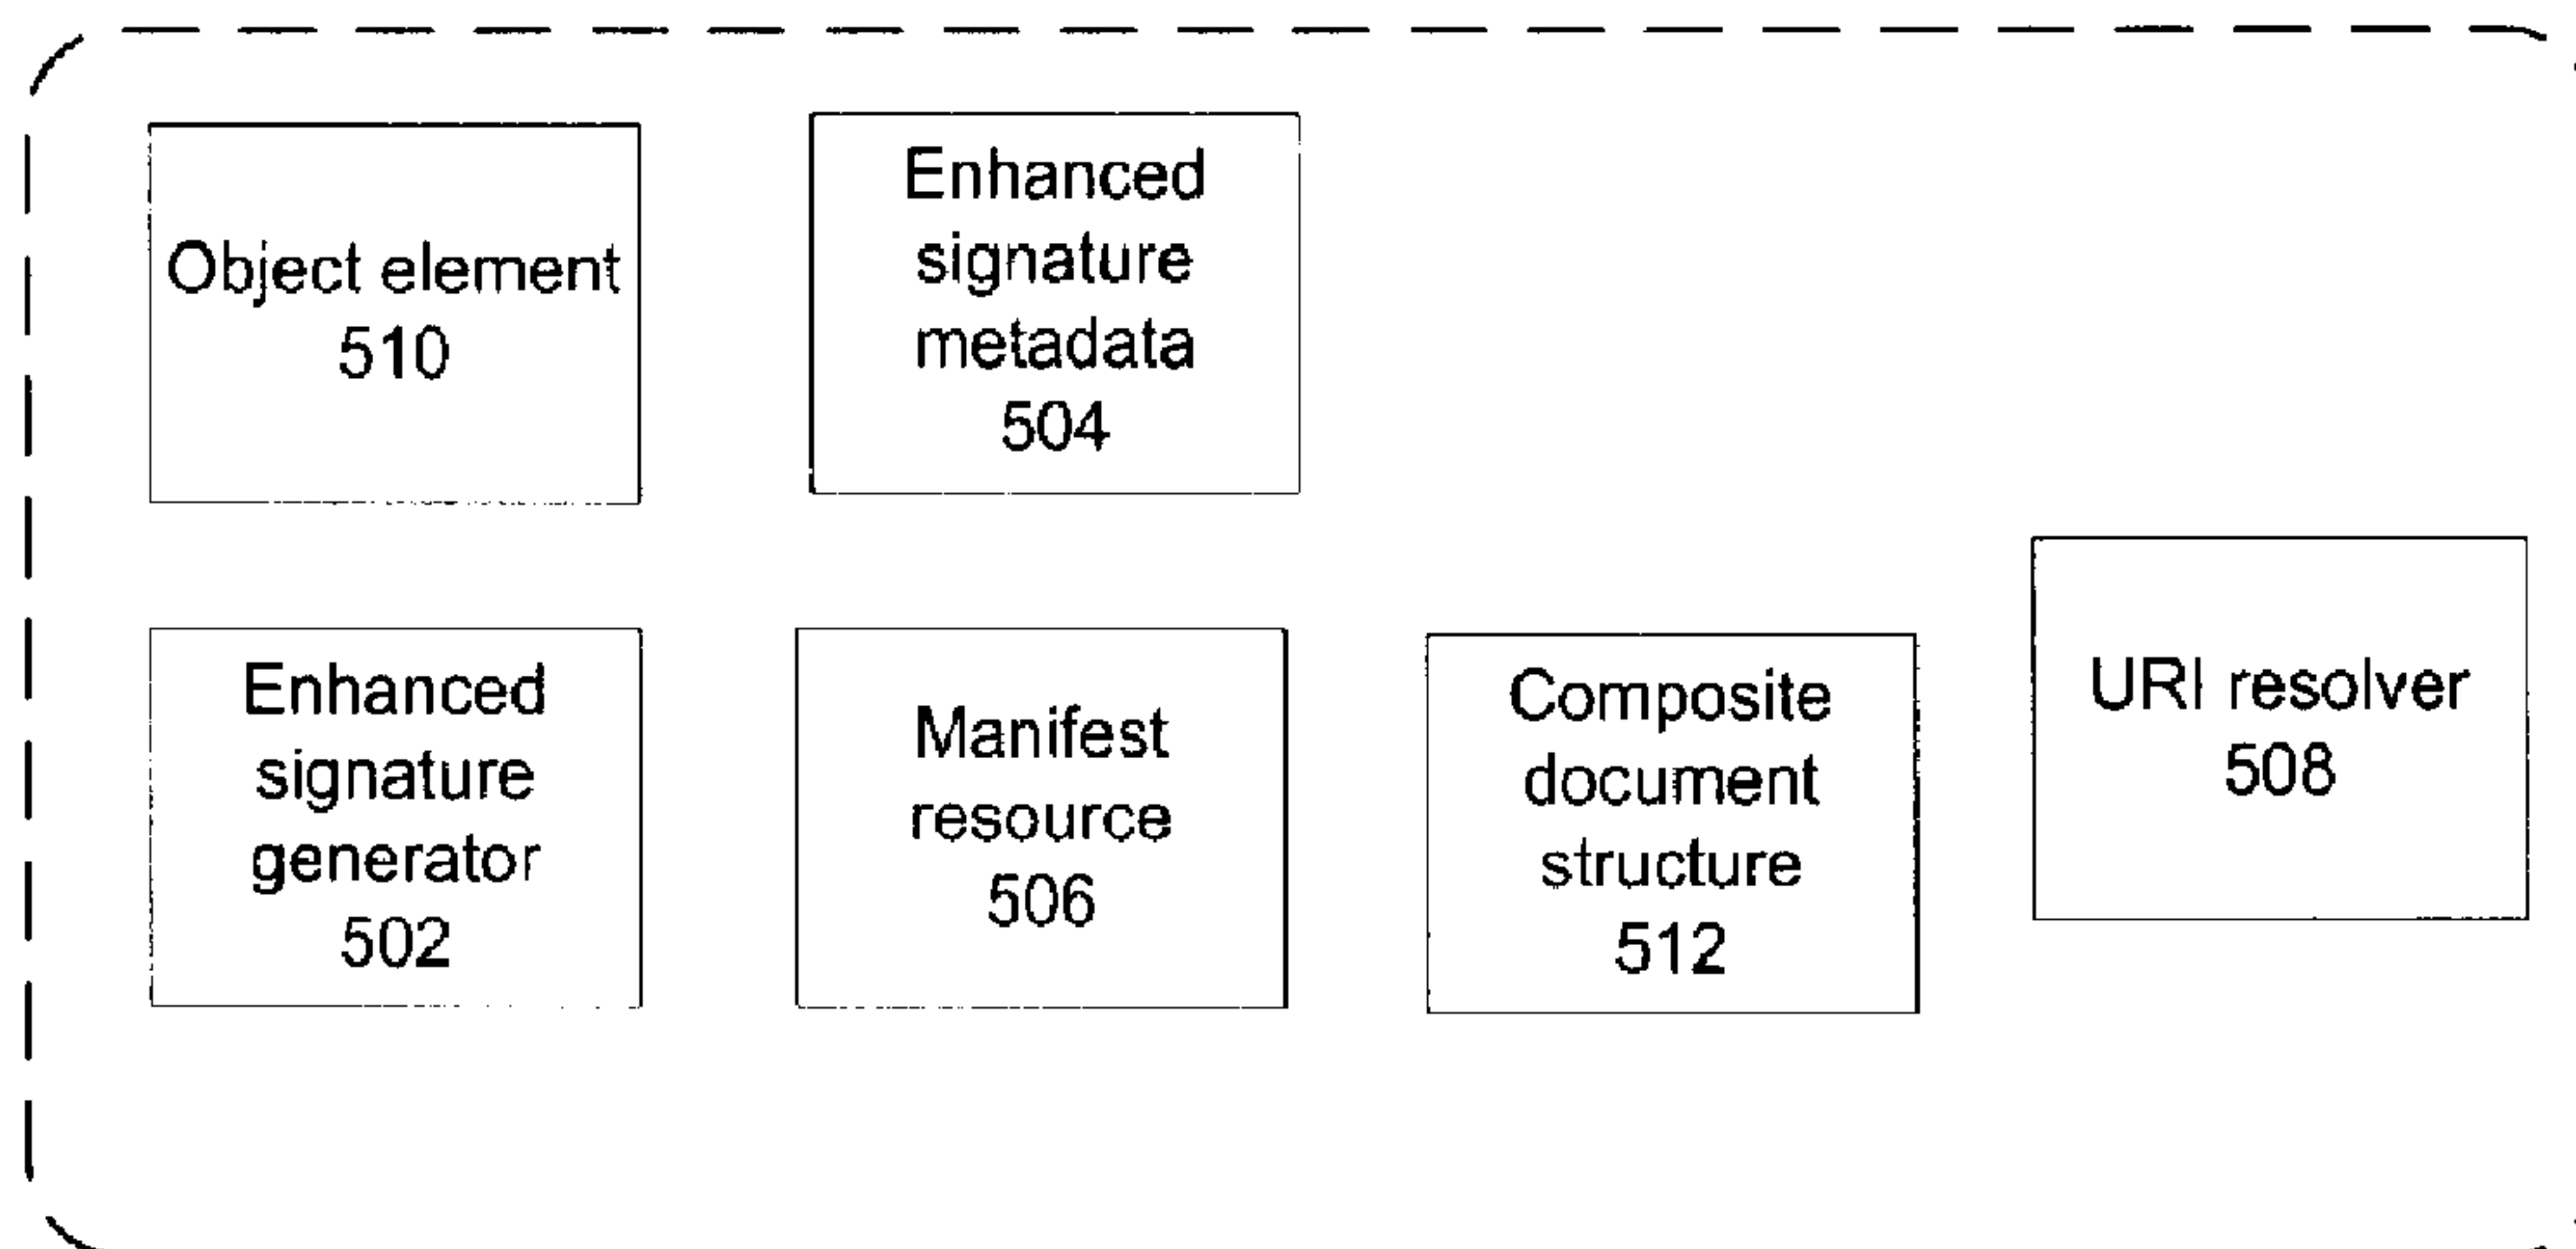 Object element
510
Enhanced
signature
metadata
504
Enhanced
signature
generator
502
Manifest
resource
506
Composite
document
structure
512
URI resolver
508